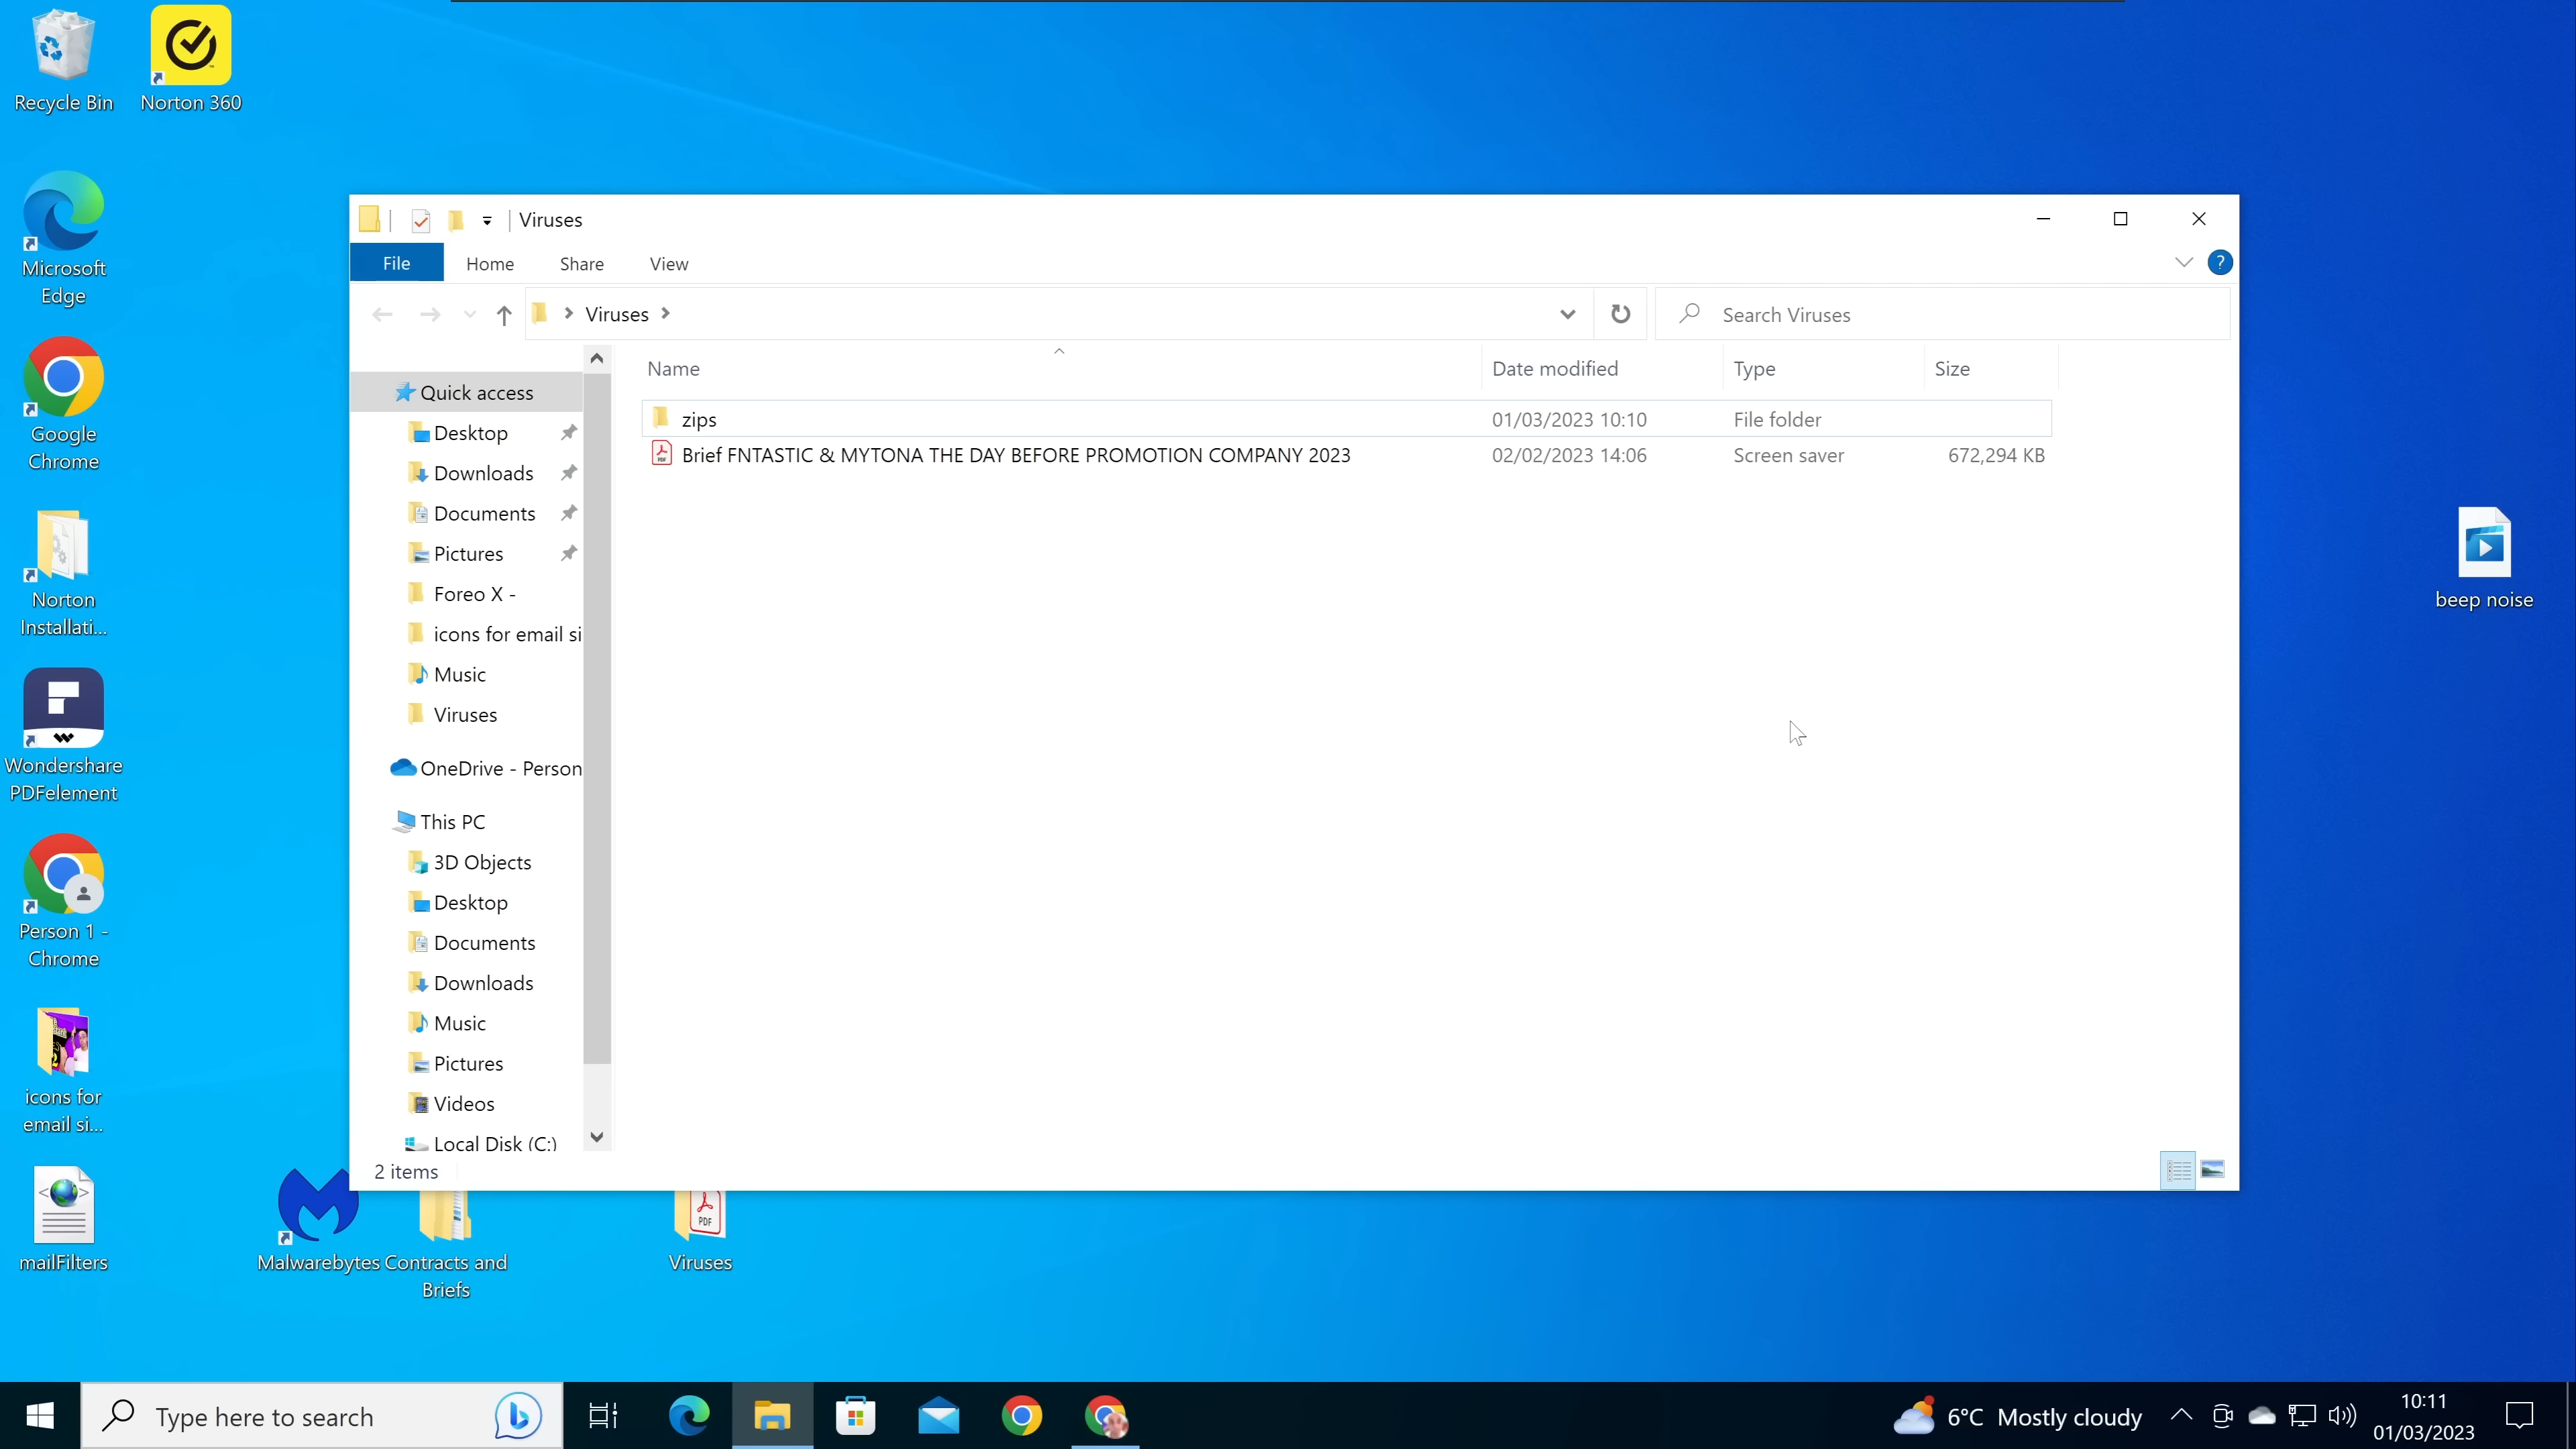 Recycle Bin
Norton 360
Microsoft
Edge
Google
Chrome
Norton
Installati...
Wondershare
PDFelement
Person 1 -
Chrome
icons for
email si...
mailFilters
Malwarebytes
Contracts and
Briefs
PDF
Viruses
beep noise
Viruses
File
Home
Share
View
?
Viruses
Search Viruses
Name
Date modified
Type
Size
zips
01/03/2023 10:10
File folder
PDF
Brief FNTASTIC & MYTONA THE DAY BEFORE PROMOTION COMPANY 2023
02/02/2023 14:06
Screen saver
672,294 KB
Quick access
Desktop
Downloads
Documents
Pictures
Foreo X -
icons for email si
Music
Viruses
OneDrive - Person
This PC
3D Objects
Desktop
Documents
Downloads
Music
Pictures
Videos
Local Disk (C:)
2 items
Type here to search
6°C Mostly cloudy
10:11
01/03/2023